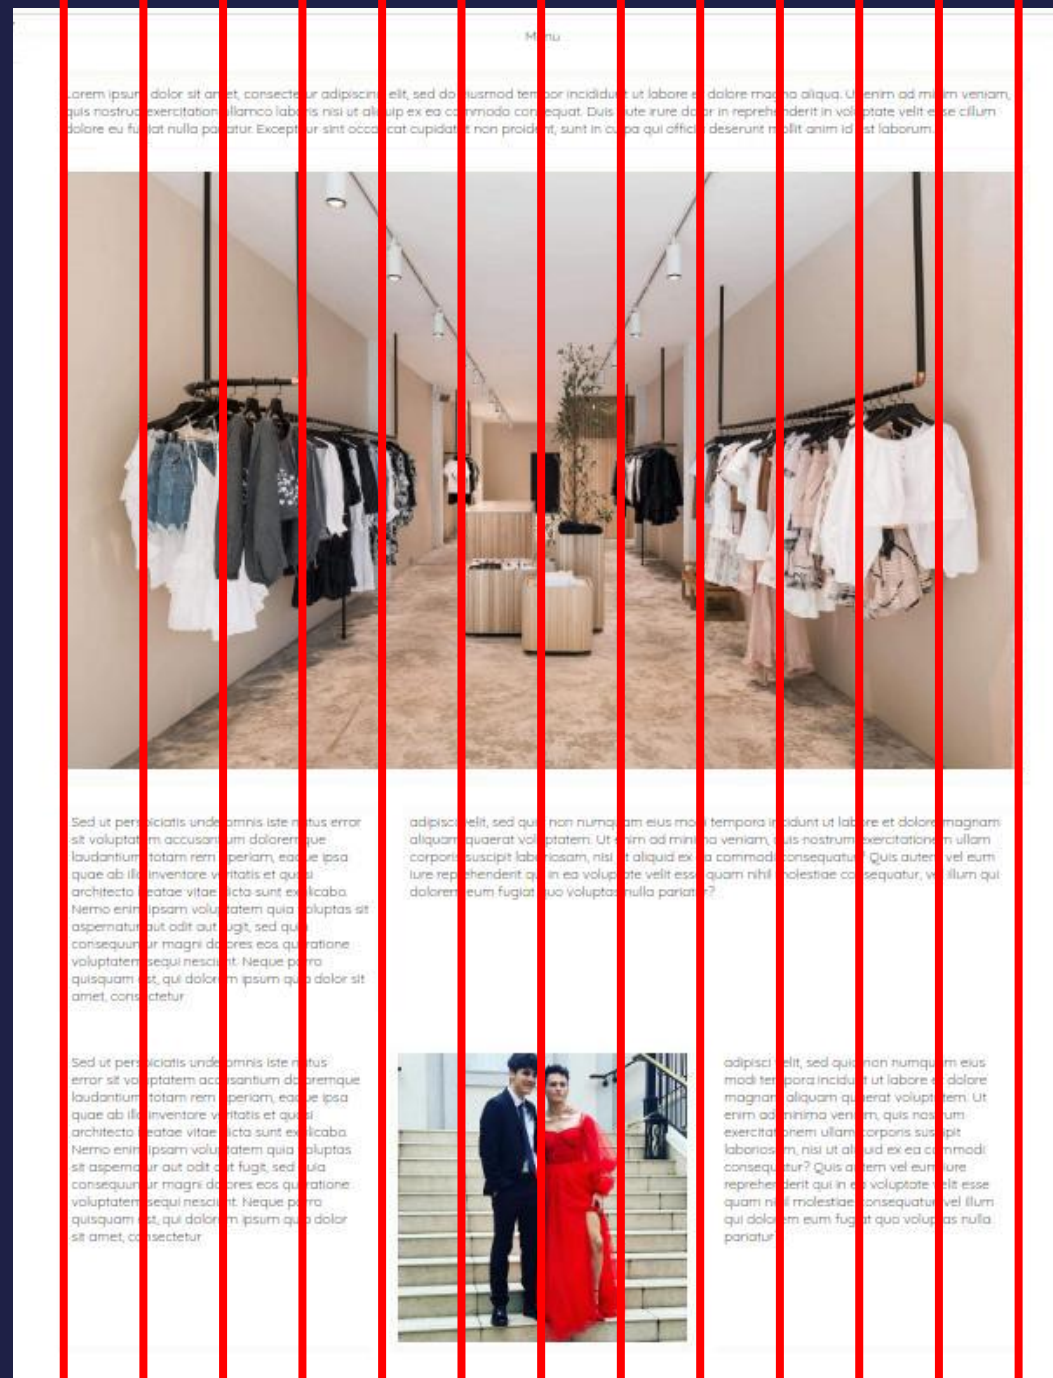 Menu
Lorem ipsum dolor sit amet, consectetur adipiscing elit, sed do eiusmod tempor incididunt ut labore et dolore magna aliqua. Ut enim ad minim veniam,
quis nostrud exercitation ullamco laboris nisi ut aliquip ex ea commodo consequat. Duis aute irure dolor in reprehenderit in voluptate velit esse cillum
dolore eu fugiat nulla pariatur. Excepteur sint occaecat cupidatat non proident, sunt in culpa qui officia deserunt mollit anim id est laborum.
Sed ut perspiciatis unde omnis iste natus error
sit voluptatem accusantium doloremque
laudantium, totam rem aperiam, eaque ipsa
quae ab illo inventore veritatis et quasi
architecto beatae vitae dicta sunt explicabo.
Nemo enim ipsam voluptatem quia voluptas sit
aspernatur aut odit aut fugit, sed quia
consequuntur magni dolores eos qui ratione
voluptatem sequi nesciunt. Neque porro
quisquam est, qui dolorem ipsum quia dolor sit
amet, consectetur
adipisci velit, sed quia non numquam eius modi tempora incidunt ut labore et dolore magnam
aliquam quaerat voluptatem. Ut enim ad minima veniam, quis nostrum exercitationem ullam
corporis suscipit laboriosam, nisi ut aliquid ex ea commodi consequatur? Quis autem vel eum
iure reprehenderit qui in ea voluptate velit esse quam nihil molestiae consequatur, vel illum qui
dolorem eum fugiat quo voluptas nulla pariatur?
Sed ut perspiciatis unde omnis iste natus
error sit voluptatem accusantium doloremque
laudantium, totam rem aperiam, eaque ipsa
quae ab illo inventore veritatis et quasi
architecto beatae vitae dicta sunt explicabo.
Nemo enim ipsam voluptatem quia voluptas
sit aspernatur aut odit aut fugit, sed quia
consequuntur magni dolores eos qui ratione
voluptatem sequi nesciunt. Neque porro
quisquam est, qui dolorem ipsum quia dolor
sit amet, consectetur
adipisci velit, sed quia non numquam eius
modi tempora incidunt ut labore et dolore
magnam aliquam quaerat voluptatem. Ut
enim ad minima veniam, quis nostrum
exercitationem ullam corporis suscipit
laboriosam, nisi ut aliquid ex ea commodi
consequatur? Quis autem vel eum iure
reprehenderit qui in ea voluptate velit esse
quam nihil molestiae consequatur, vel illum
qui dolorem eum fugiat quo voluptas nulla
pariatur